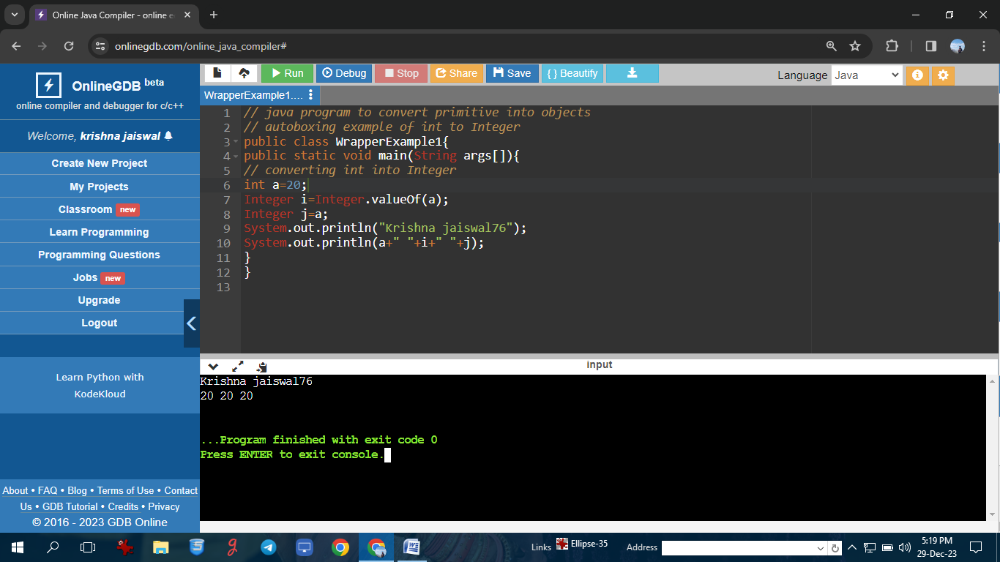 Online Java Compiler - online e
onlinegdb.com/online_java_compiler#
OnlineGDB beta
online compiler and debugger for c/c++
Welcome, krishna jaiswal
Create New Project
My Projects
Classroom new
Learn Programming
Programming Questions
Jobs new
Upgrade
Logout
Learn Python with
KodeKloud
About • FAQ • Blog • Terms of Use • Contact
Us • GDB Tutorial • Credits • Privacy
© 2016 - 2023 GDB Online
Run Debug Stop Share Save { } Beautify Language Java
WrapperExample1....
1 // java program to convert primitive into objects
2 // autoboxing example of int to Integer
3 public class WrapperExample1{
4 public static void main(String args[]){
5 // converting int into Integer
6 int a=20;
7 Integer i=Integer.valueOf(a);
8 Integer j=a;
9 System.out.println("Krishna jaiswal76");
10 System.out.println(a+" "+i+" "+j);
11 }
12 }
13
input
Krishna jaiswal76
20 20 20
...Program finished with exit code 0
Press ENTER to exit console.
Links Ellipse-35 Address
5:19 PM
29-Dec-23